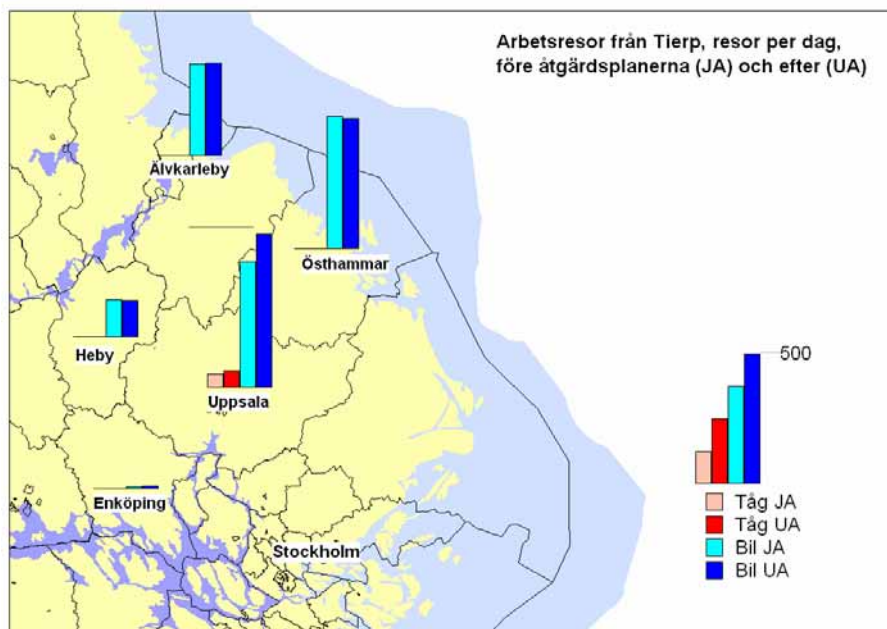 Arbetsresor från Tierp, resor per dag,
före åtgärdsplanerna (JA) och efter (UA)
Älvkarleby
Östhammar
Heby
Uppsala
Enköping
Stockholm
500
Tåg JA
Tåg UA
Bil JA
Bil UA